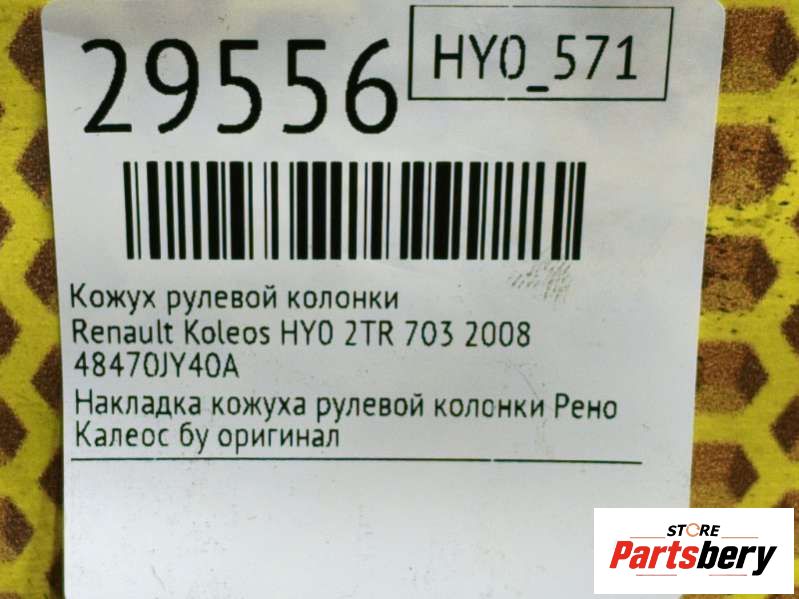 29556
HY0_571
Кожух рулевой колонки
Renault Koleos HY0 2TR 703 2008
48470JY40A
Накладка кожуха рулевой колонки Рено
Калеос бу оригинал
STORE
Partsbery